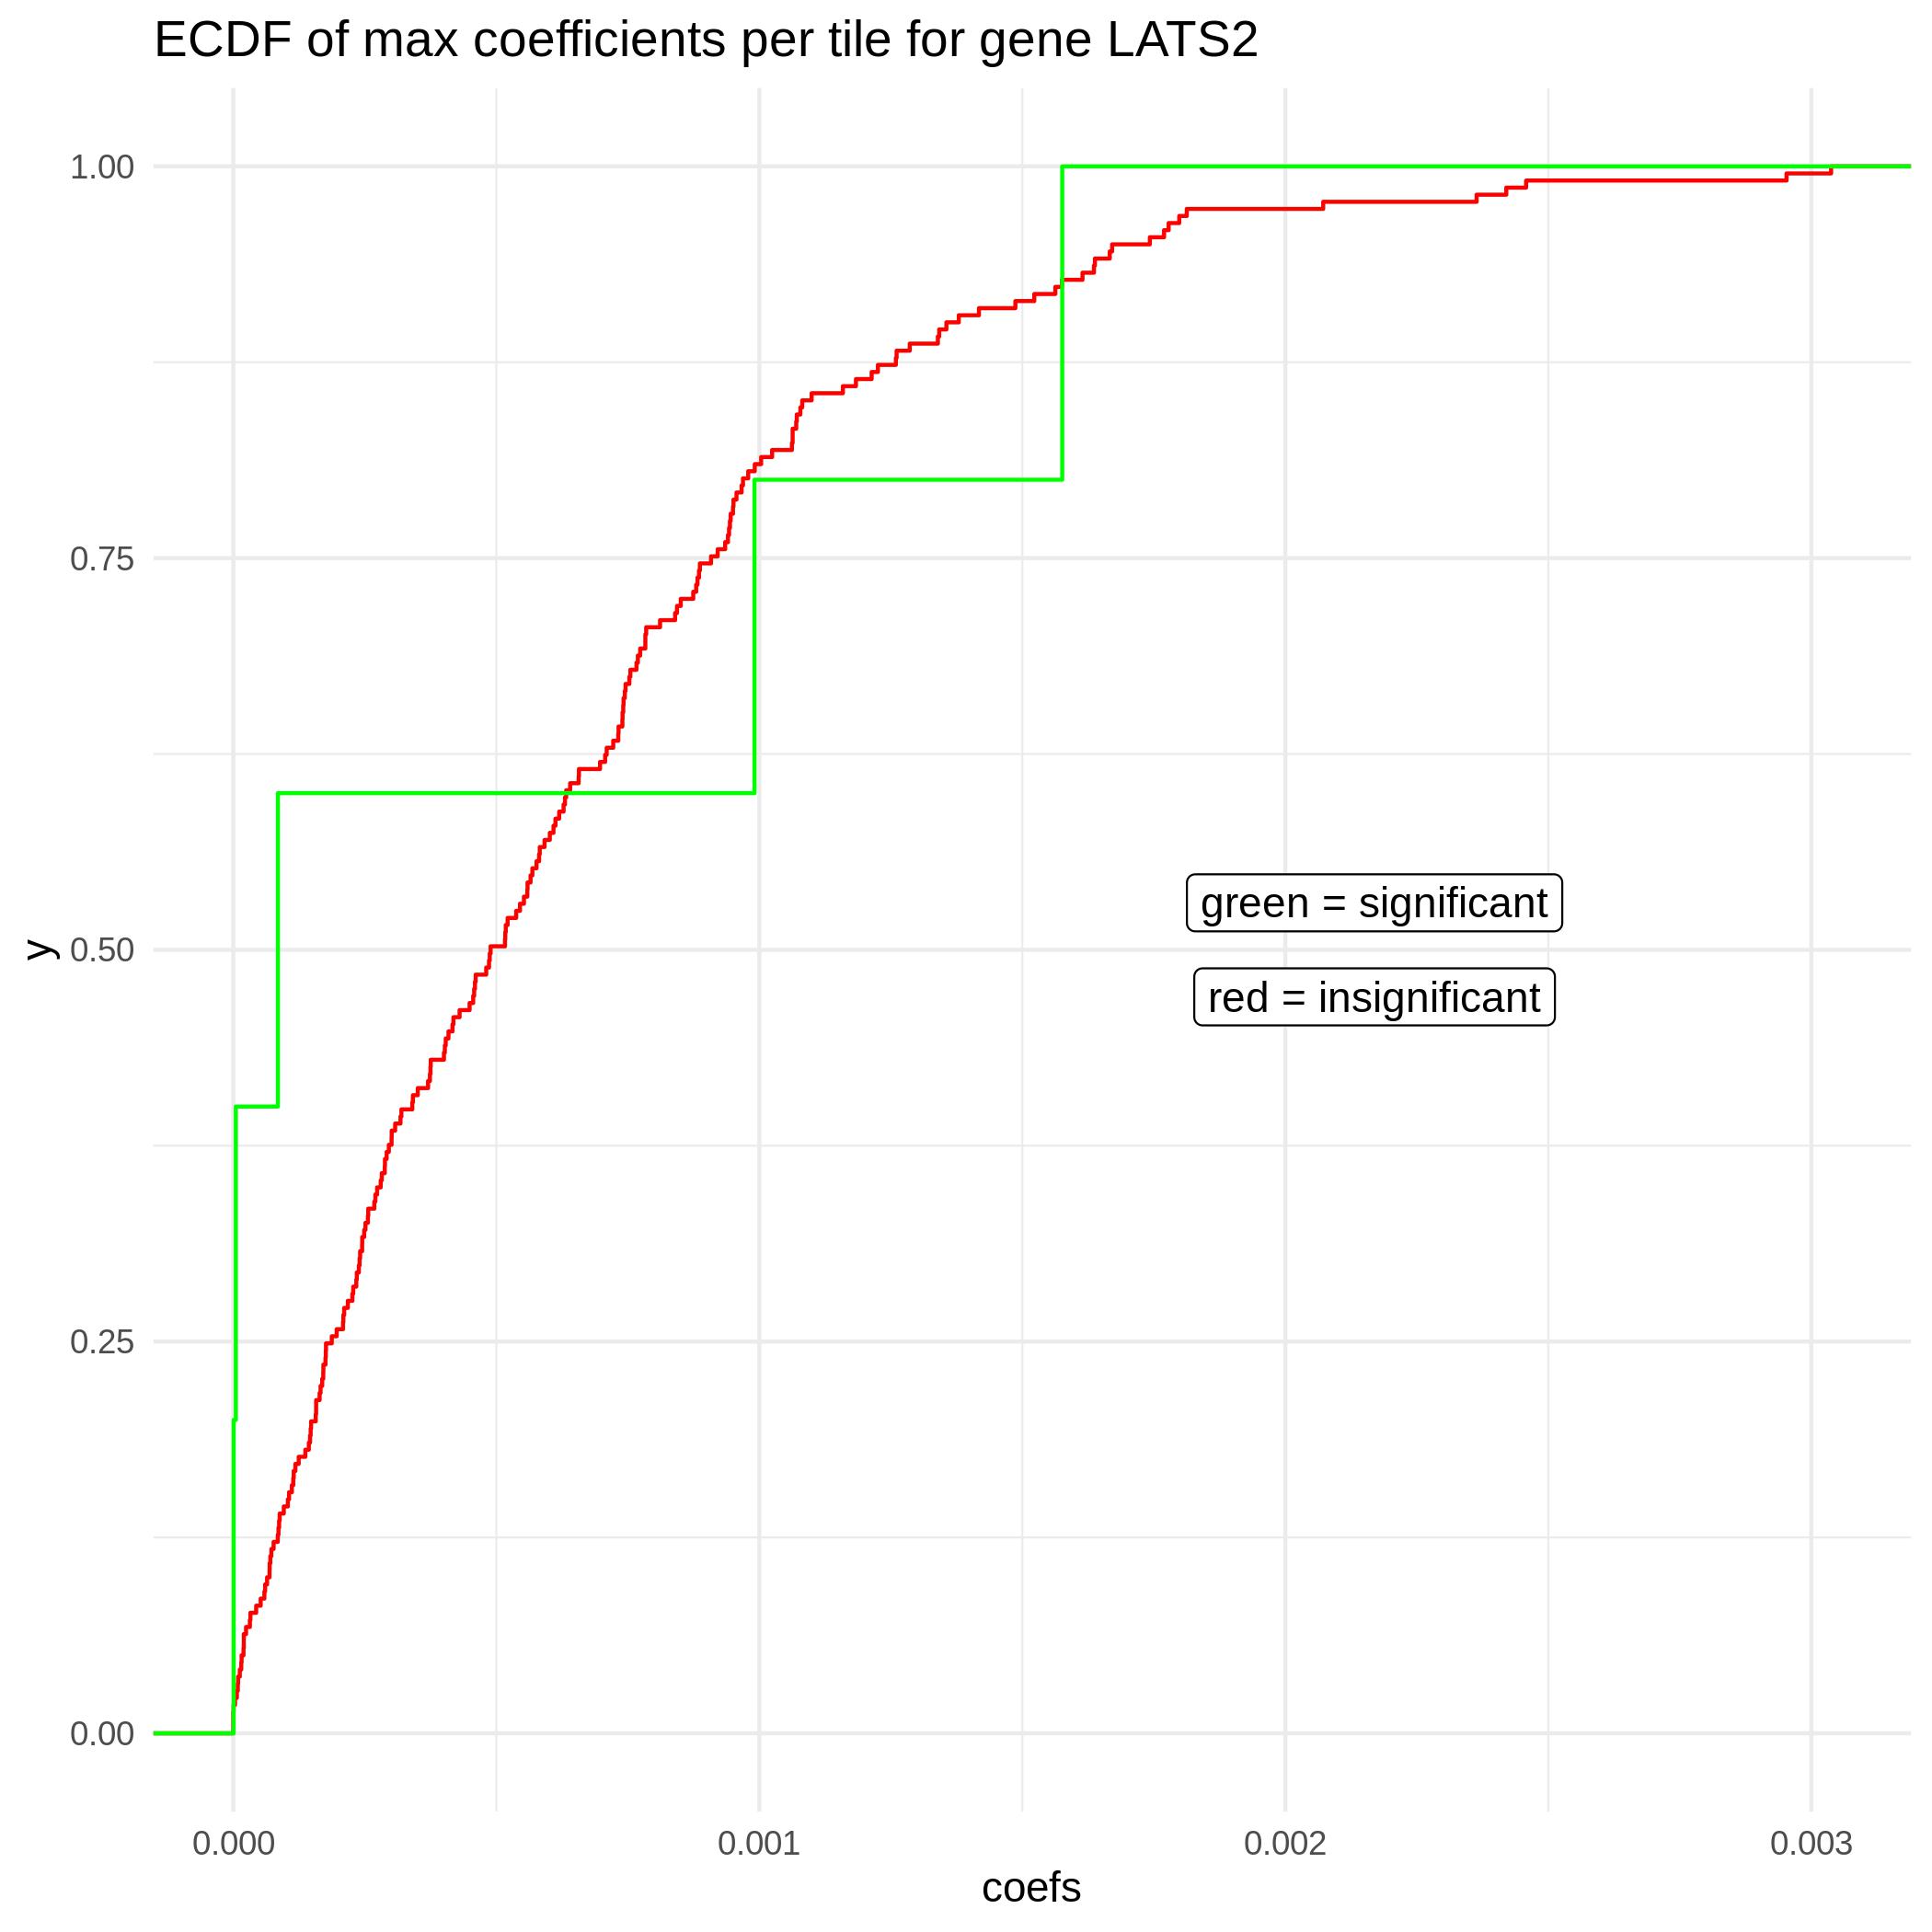 ECDF of max coefficients per tile for gene LATS2
1.00
0.75
0.50
0.25
0.00
y
green = significant
red = insignificant
0.000 0.001 0.002 0.003
coefs